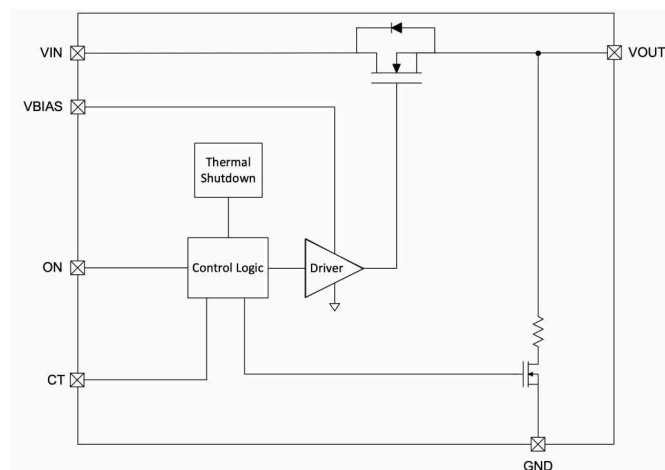 VIN
VOUT
VBIAS
Thermal
Shutdown
ON
Control Logic
Driver
CT
GND